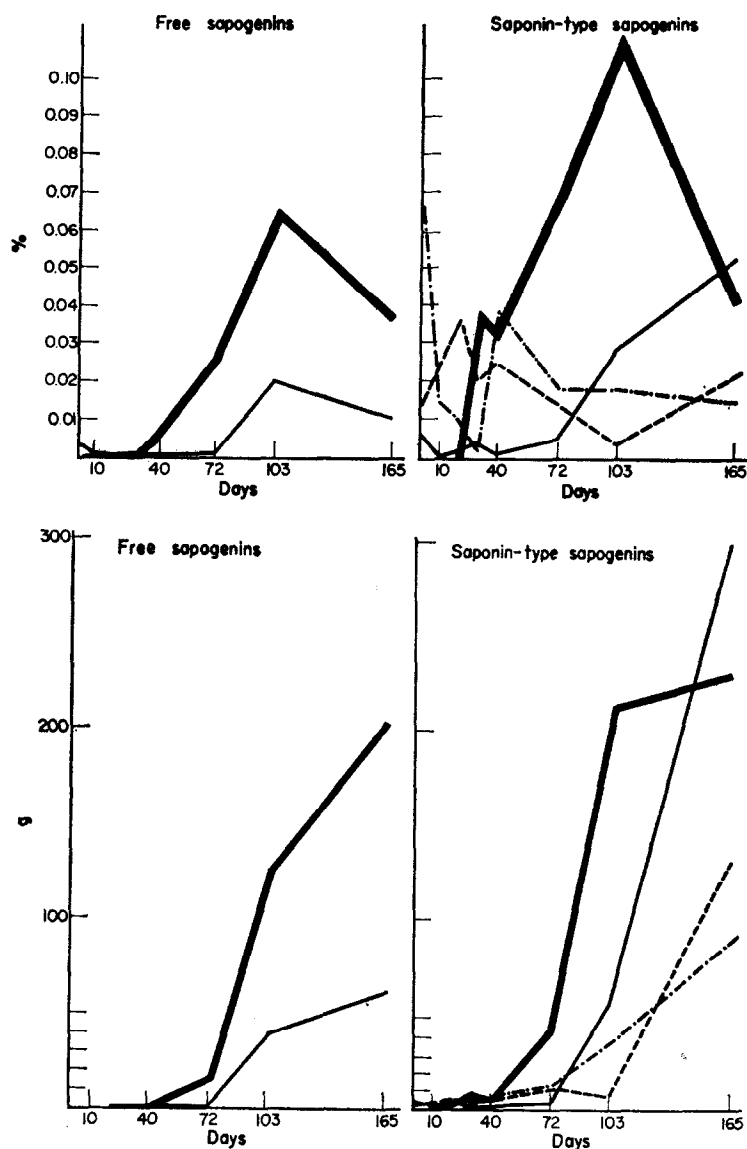 Free sapogenins
Saponin-type sapogenins
%
0.10
0.09
0.08
0.07
0.06
0.05
0.04
0.03
0.02
0.01
10 40 72 103 165
Days
10 40 72 103 165
Days
Free sapogenins
Saponin-type sapogenins
g
300
200
100
10 40 72 103 165
Days
10 40 72 103 165
Days